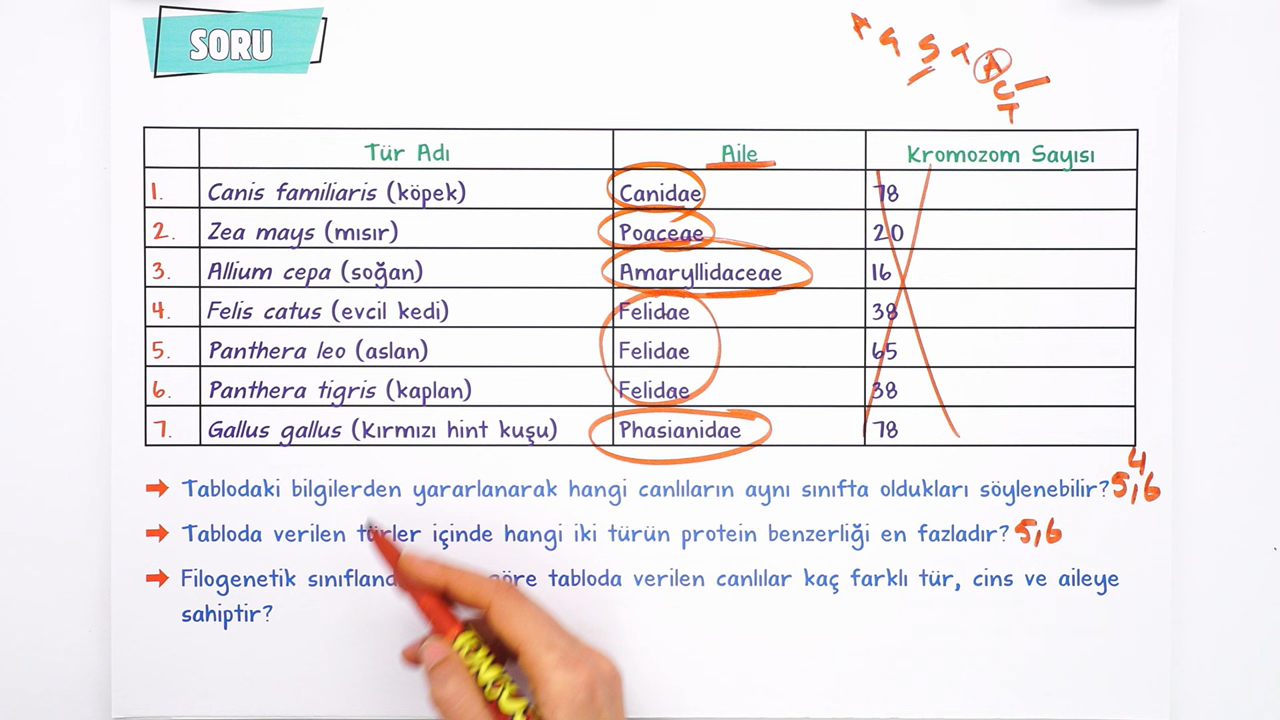 SORU
Tür Adı Aile Kromozom Sayısı
1. Canis familiaris (köpek) Canidae 78
2. Zea mays (mısır) Poaceae 20
3. Allium cepa (soğan) Amaryllidaceae 16
4. Felis catus (evcil kedi) Felidae 38
5. Panthera leo (aslan) Felidae 65
6. Panthera tigris (kaplan) Felidae 38
7. Gallus gallus (Kırmızı hint kuşu) Phasianidae 78
4
Tablodaki bilgilerden yararlanarak hangi canlıların aynı sınıfta oldukları söylenebilir? 5,6
Tabloda verilen türler içinde hangi iki türün protein benzerliği en fazladır? 5,6
Filogenetik göre tabloda verilen canlılar kaç farklı tür, cins ve aileye
sahiptir?